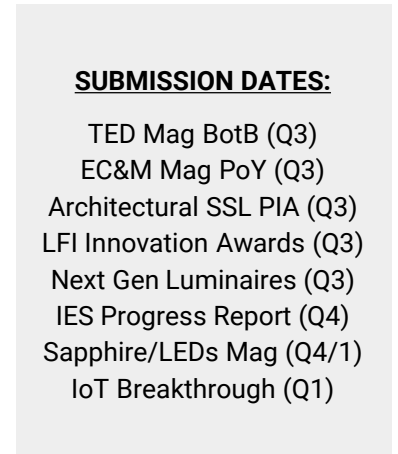 SUBMISSION DATES:
TED Mag BotB (Q3)
EC&M Mag PoY (Q3)
Architectural SSL PIA (Q3)
LFI Innovation Awards (Q3)
Next Gen Luminaires (Q3)
IES Progress Report (Q4)
Sapphire/LEDs Mag (Q4/1)
IoT Breakthrough (Q1)